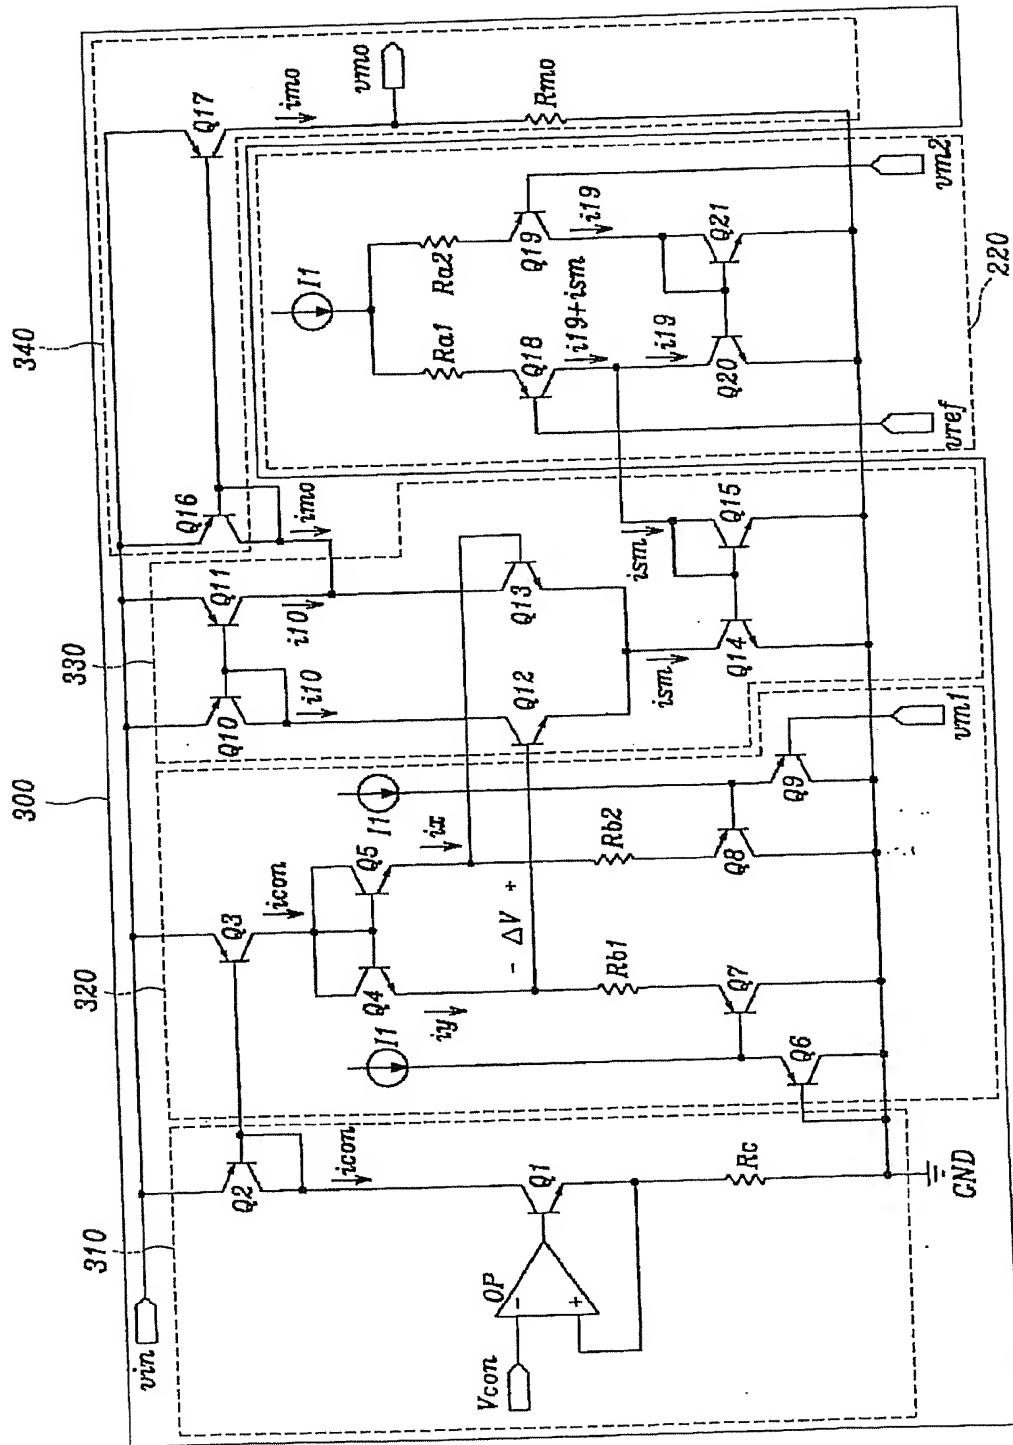 300
310
320
330
340
220
vin
Q2
icon
Vcon
OP
-
+
Q1
Rc
GND
Q3
icon
Q4
Q5
iy
ix
I1
I1
- ΔV +
Rb1
Rb2
Q6
Q7
Q8
Q9
vm1
Q10
Q11
i10
i10
Q12
Q13
ism
ism
Q14
Q15
Q16
imo
Q17
imo
vmo
Rmo
I1
Ra1
Ra2
Q18
Q19
i19+ism
i19
i19
Q20
Q21
vref
vm2